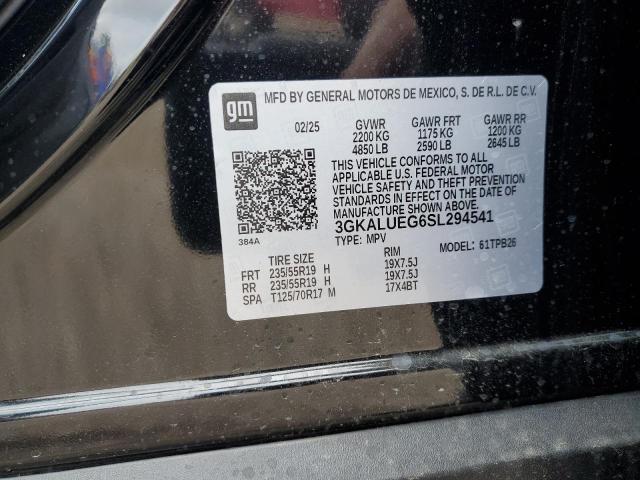 gm
MFD BY GENERAL MOTORS DE MEXICO, S. DE R.L. DE C.V.
02/25 GVWR GAWR FRT GAWR RR
2200 KG 1175 KG 1200 KG
4850 LB 2590 LB 2645 LB
THIS VEHICLE CONFORMS TO ALL
APPLICABLE U.S. FEDERAL MOTOR
VEHICLE SAFETY AND THEFT PREVENTION
STANDARDS IN EFFECT ON THE DATE OF
MANUFACTURE SHOWN ABOVE.
3GKALUEG6SL294541
384A
TYPE: MPV MODEL: 61TPB26
TIRE SIZE RIM
FRT 235/55R19 H 19X7.5J
RR 235/55R19 H 19X7.5J
SPA T125/70R17 M 17X4BT